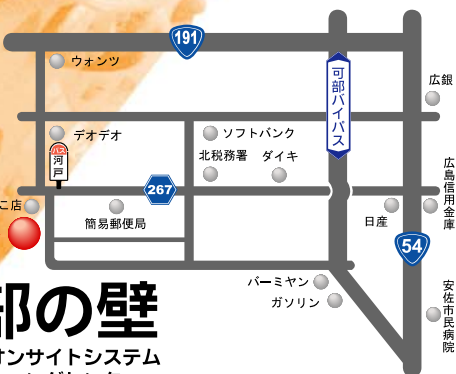 191
ウォンツ
可部バイパス
広銀
デオデオ
ソフトバンク
バス
河戸
北税務署
ダイキ
広島信用金庫
267
こ店
簡易郵便局
日産
54
バーミヤン
ガソリン
安佐市民病院
部の壁
オンサイトシステム